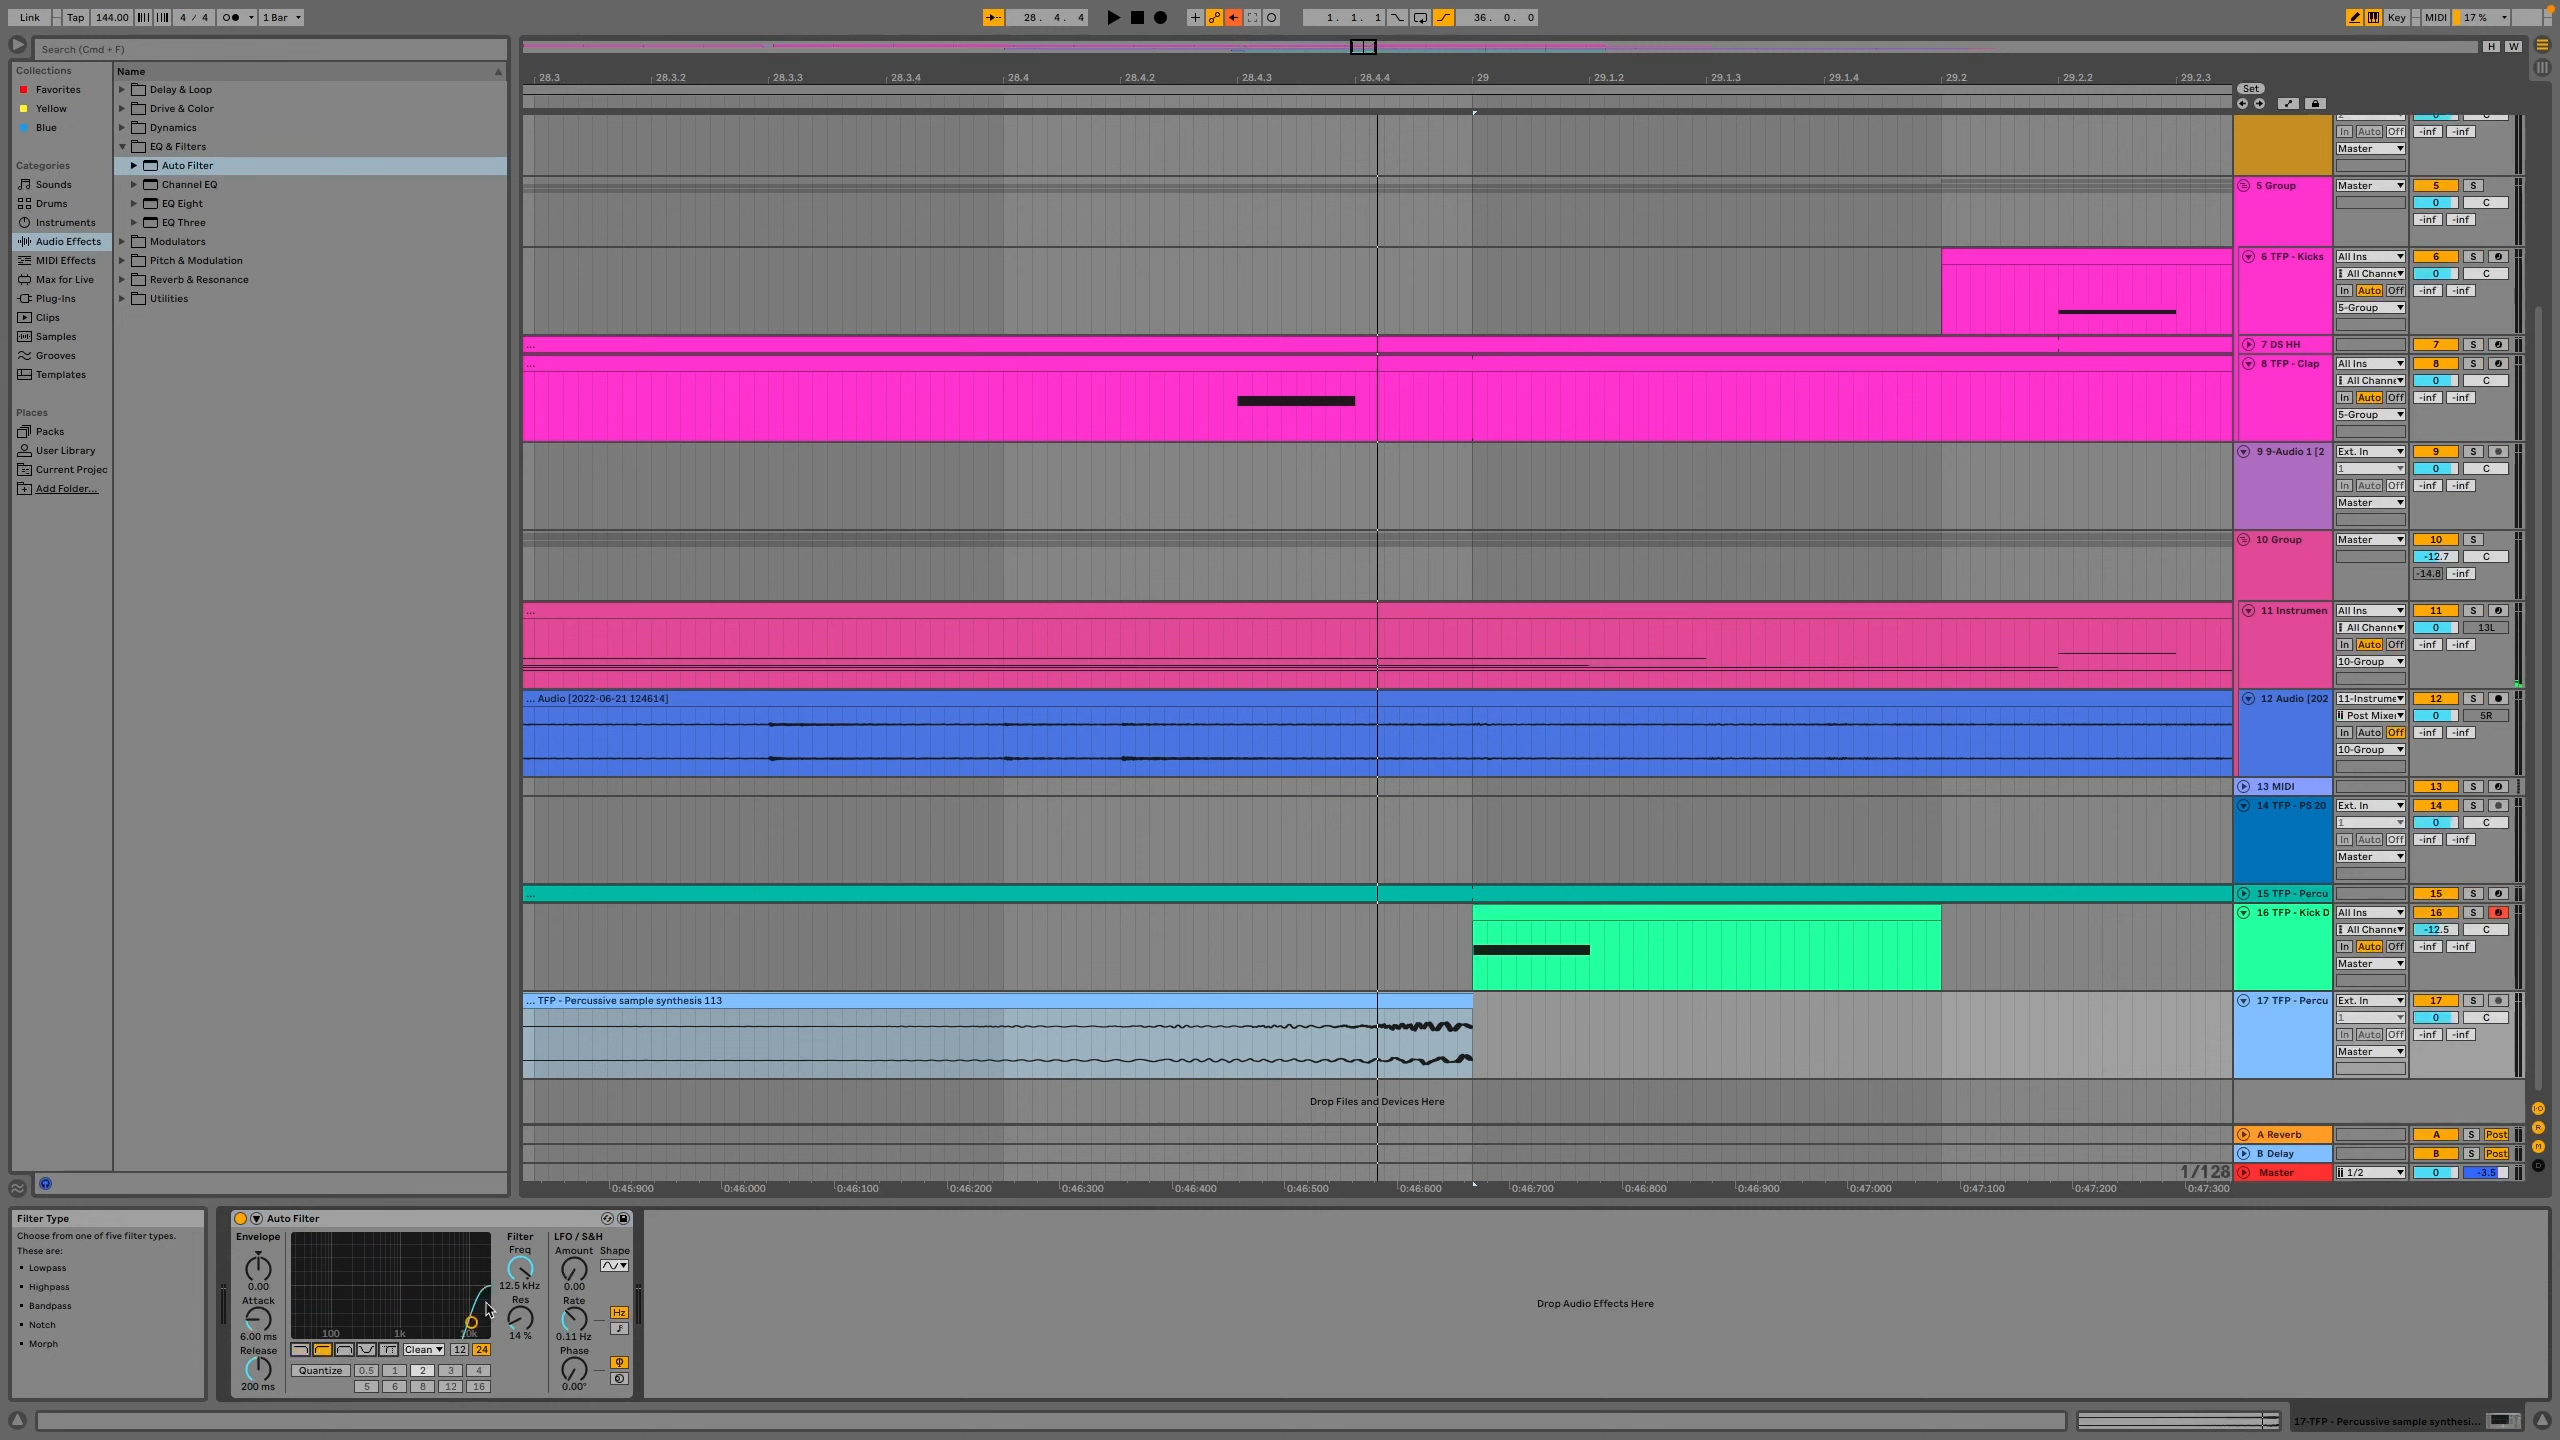 Link Tap 144.00 4 / 4 1 Bar 28. 4. 4 1. 1. 1 36. 0. 0 Key MIDI 17 %
Search (Cmd + F) H W
Collections
Favorites
Yellow
Blue
Categories
Sounds
Drums
Instruments
Audio Effects
MIDI Effects
Max for Live
Plug-Ins
Clips
Samples
Grooves
Templates
Places
Packs
User Library
Current Projec
Add Folder...
Name
Delay & Loop
Drive & Color
Dynamics
EQ & Filters
Auto Filter
Channel EQ
EQ Eight
EQ Three
Modulators
Pitch & Modulation
Reverb & Resonance
Utilities
28.3 28.3.2 28.3.3 28.3.4 28.4 28.4.2 28.4.3 28.4.4 29 29.1.2 29.1.3 29.1.4 29.2 29.2.2 29.2.3
Set
In Auto Off -inf -inf
Master
5 Group Master 5 S
0 C
-inf -inf
6 TFP - Kicks All Ins 6 S
All Channe 0 C
In Auto Off -inf -inf
5-Group
... 7 DS HH 7 S
... 8 TFP - Clap All Ins 8 S
All Channe 0 C
In Auto Off -inf -inf
5-Group
9 9-Audio 1 [2 Ext. In 9 S
1 0 C
In Auto Off -inf -inf
Master
10 Group Master 10 S
-12.7 C
-14.8 -inf
... 11 Instrumen All Ins 11 S
All Channe 0 13L
In Auto Off -inf -inf
10-Group
... Audio [2022-06-21 124614] 12 Audio [202 11-Instrume 12 S
Post Mixer 0 5R
In Auto Off -inf -inf
10-Group
13 MIDI 13 S
14 TFP - PS 20 Ext. In 14 S
1 0 C
In Auto Off -inf -inf
Master
... 15 TFP - Percu 15 S
16 TFP - Kick D All Ins 16 S
All Channe -12.5 C
In Auto Off -inf -inf
Master
... TFP - Percussive sample synthesis 113 17 TFP - Percu Ext. In 17 S
1 0 C
In Auto Off -inf -inf
Master
Drop Files and Devices Here
A Reverb A S Post
B Delay B S Post
1/128 Master 1/2 0 -3.5
0:45:900 0:46:000 0:46:100 0:46:200 0:46:300 0:46:400 0:46:500 0:46:600 0:46:700 0:46:800 0:46:900 0:47:000 0:47:100 0:47:200 0:47:300
Filter Type
Choose from one of five filter types.
These are:
▪ Lowpass
▪ Highpass
▪ Bandpass
▪ Notch
▪ Morph
Auto Filter
Envelope
0.00
Attack
6.00 ms
Release
200 ms
100 1k 10k
Clean 12 24
Quantize 0.5 1 2 3 4
5 6 8 12 16
Filter
Freq
12.5 kHz
Res
14 %
LFO / S&H
Amount Shape
0.00
Rate Hz
0.11 Hz
Phase
0.00°
Drop Audio Effects Here
17-TFP - Percussive sample synthesi...